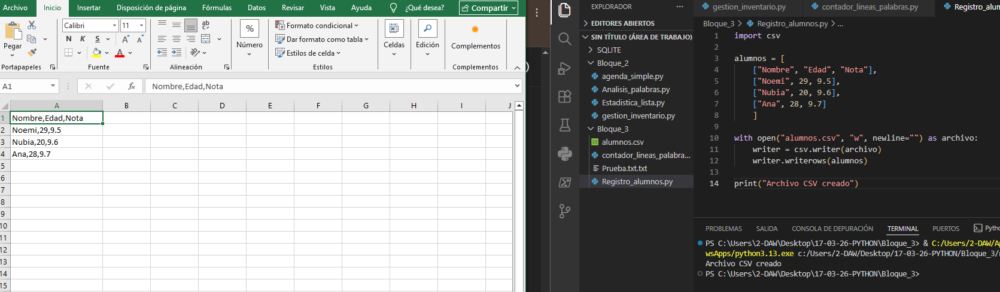 Archivo Inicio Insertar Disposición de página Fórmulas Datos Revisar Vista Ayuda ¿Qué desea? Compartir
Pegar
Portapapeles
Calibri 11
N K S A A
A
Fuente
ab
Alineación
%
Número
Formato condicional
Dar formato como tabla
Estilos de celda
Estilos
Celdas
Edición
Complementos
Complementos
A1 fx Nombre,Edad,Nota
A B C D E F G H I J
1 Nombre,Edad,Nota
2 Noemi,29,9.5
3 Nubia,20,9.6
4 Ana,28,9.7
5
6
7
8
9
10
11
12
13
14
15
EXPLORADOR ...
EDITORES ABIERTOS
SIN TÍTULO (ÁREA DE TRABAJO)
SQLITE
Bloque_2
agenda_simple.py
Analisis_palabras.py
Estadistica_lista.py
gestion_inventario.py
Bloque_3
alumnos.csv
contador_lineas_palabra...
Prueba.txt.txt
Registro_alumnos.py
gestion_inventario.py contador_lineas_palabras.py Registro_alum
Bloque_3 > Registro_alumnos.py > ...
1 import csv
2
3 alumnos = [
4 ["Nombre", "Edad", "Nota"],
5 ["Noemi", 29, 9.5],
6 ["Nubia", 20, 9.6],
7 ["Ana", 28, 9.7]
8 ]
9
10 with open("alumnos.csv", "w", newline="") as archivo:
11 writer = csv.writer(archivo)
12 writer.writerows(alumnos)
13
14 print("Archivo CSV creado")
PROBLEMAS SALIDA CONSOLA DE DEPURACIÓN TERMINAL PUERTOS Pytho
PS C:\Users\2-DAW\Desktop\17-03-26-PYTHON\Bloque_3> & C:/Users/2-DAW/Ap
wsApps/python3.13.exe c:/Users/2-DAW/Desktop/17-03-26-PYTHON/Bloque_3/
Archivo CSV creado
PS C:\Users\2-DAW\Desktop\17-03-26-PYTHON\Bloque_3>